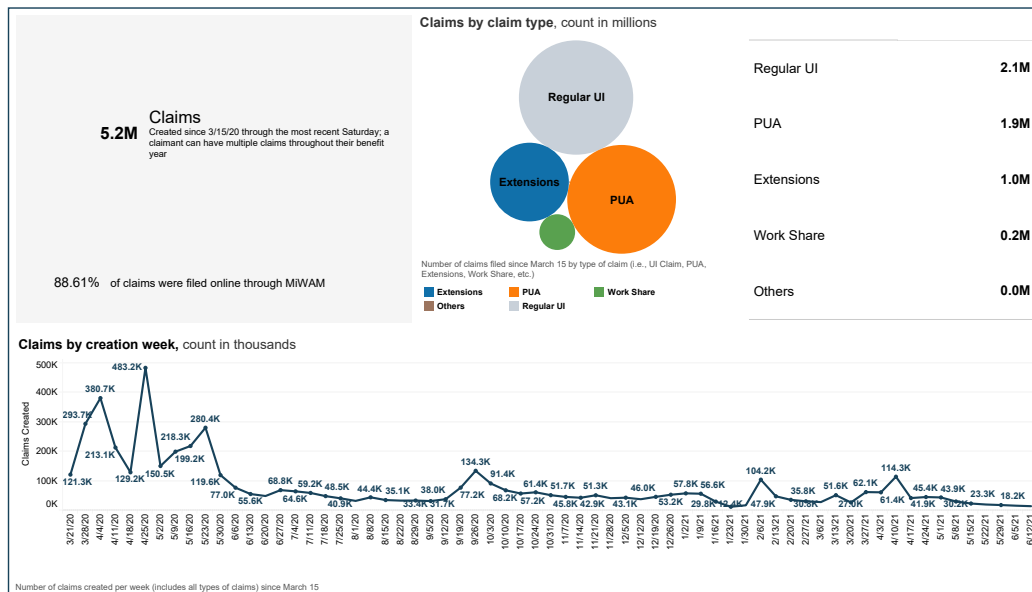 5.2M
Claims
Created since 3/15/20 through the most recent Saturday; a
claimant can have multiple claims throughout their benefit
year
88.61% of claims were filed online through MiWAM
Claims by claim type, count in millions
Regular UI
Extensions
PUA
Number of claims filed since March 15 by type of claim (i.e., UI Claim, PUA,
Extensions, Work Share, etc.)
Extensions PUA Work Share
Others Regular UI
Regular UI 2.1M
PUA 1.9M
Extensions 1.0M
Work Share 0.2M
Others 0.0M
Claims by creation week, count in thousands
Claims Created
500K
400K
300K
200K
100K
0K
121.3K
293.7K
380.7K
213.1K
129.2K
483.2K
150.5K
218.3K
199.2K
280.4K
119.6K
77.0K
55.6K
68.8K
64.6K
59.2K
48.5K
40.9K
44.4K
35.1K
33.4K
38.0K
31.7K
77.2K
134.3K
91.4K
68.2K
57.2K
61.4K
51.7K
45.8K
42.9K
51.3K
43.1K
46.0K
53.2K
57.8K
56.6K
29.8K
12.4K
104.2K
47.9K
35.8K
30.8K
51.6K
27.0K
62.1K
61.4K
114.3K
41.9K
45.4K
43.9K
30.2K
23.3K
18.2K
3/21/20
3/28/20
4/4/20
4/11/20
4/18/20
4/25/20
5/2/20
5/9/20
5/16/20
5/23/20
5/30/20
6/6/20
6/13/20
6/20/20
6/27/20
7/4/20
7/11/20
7/18/20
7/25/20
8/1/20
8/8/20
8/15/20
8/22/20
8/29/20
9/5/20
9/12/20
9/19/20
9/26/20
10/3/20
10/10/20
10/17/20
10/24/20
10/31/20
11/7/20
11/14/20
11/21/20
11/28/20
12/5/20
12/12/20
12/19/20
12/26/20
1/2/21
1/9/21
1/16/21
1/23/21
1/30/21
2/6/21
2/13/21
2/20/21
2/27/21
3/6/21
3/13/21
3/20/21
3/27/21
4/3/21
4/10/21
4/17/21
4/24/21
5/1/21
5/8/21
5/15/21
5/22/21
5/29/21
6/5/21
6/12/21
Number of claims created per week (includes all types of claims) since March 15